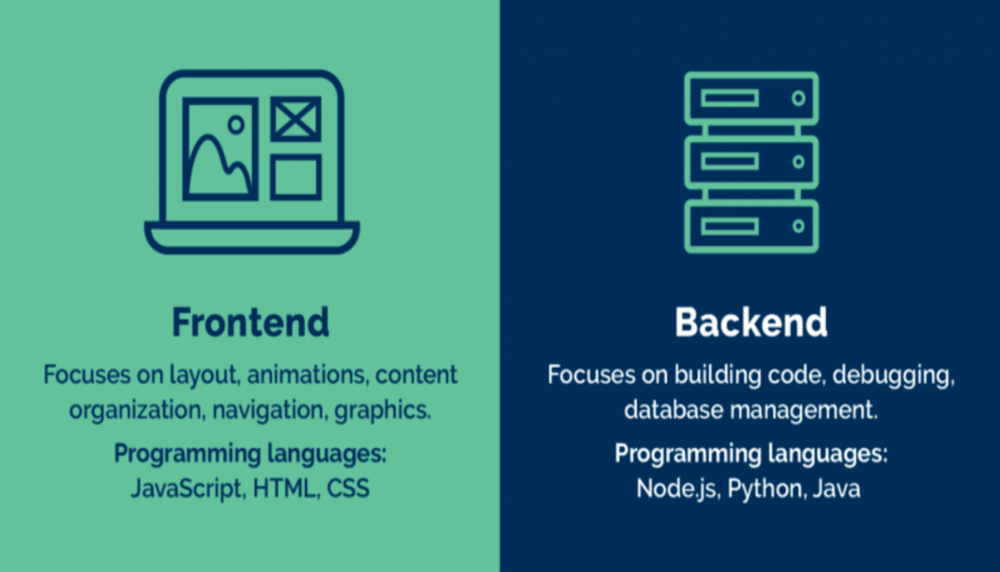 Frontend
Focuses on layout, animations, content
organization, navigation, graphics.
Programming languages:
JavaScript, HTML, CSS
Backend
Focuses on building code, debugging,
database management.
Programming languages:
Node.js, Python, Java